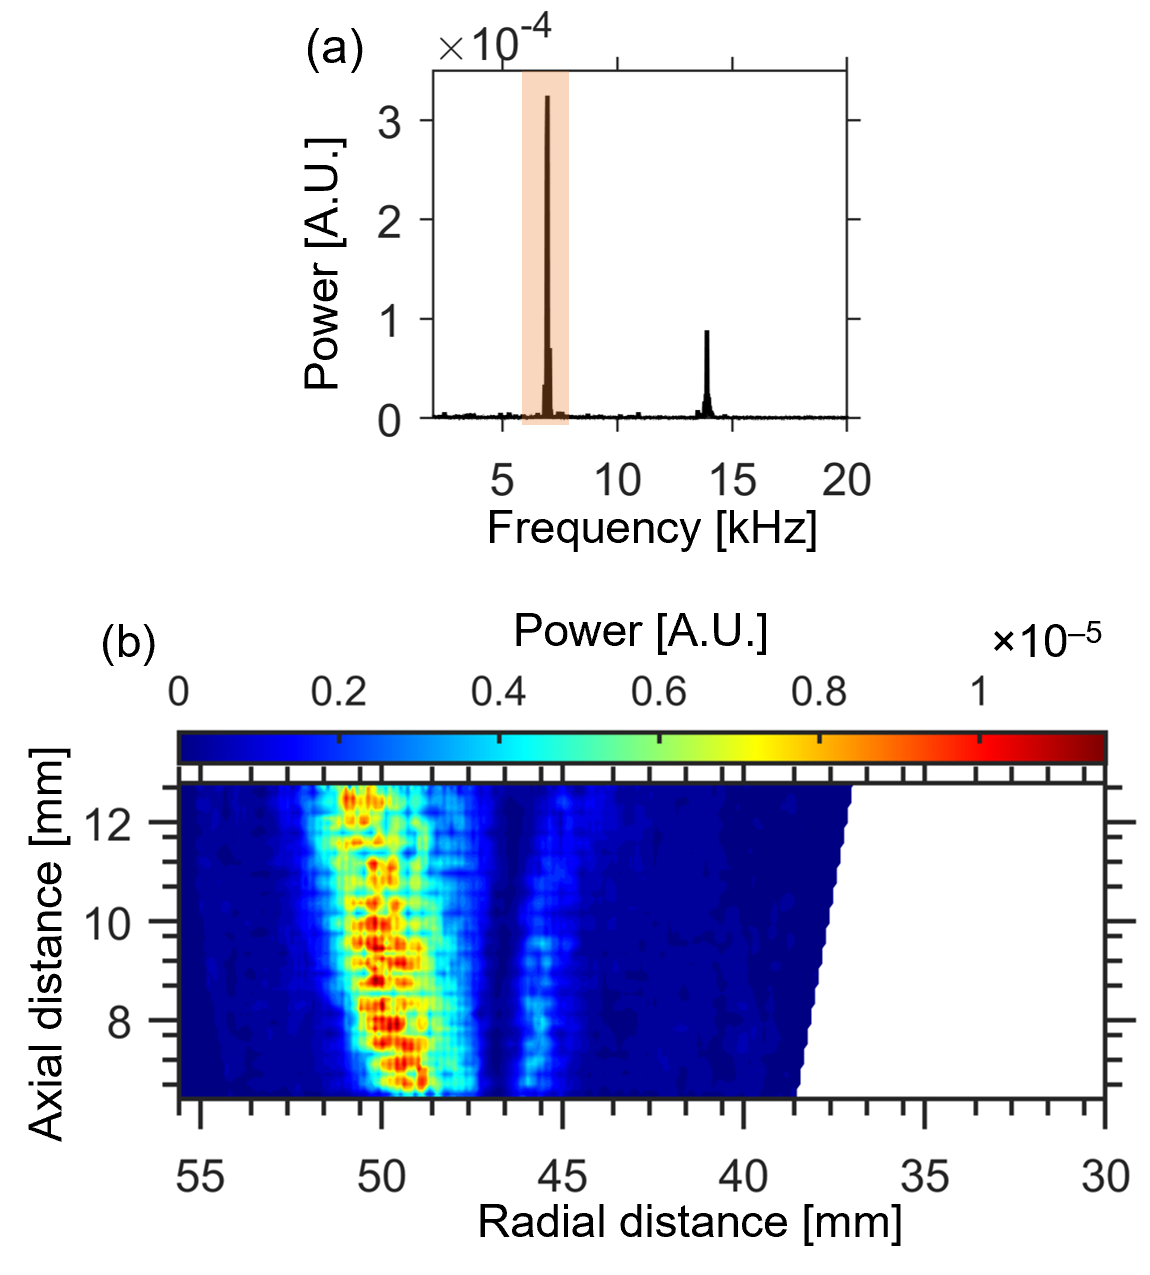 (a)
×10⁻⁴
Power [A.U.]
3
2
1
0
5 10 15 20
Frequency [kHz]
(b)
Power [A.U.] ×10⁻⁵
0 0.2 0.4 0.6 0.8 1
Axial distance [mm]
12
10
8
55 50 45 40 35 30
Radial distance [mm]